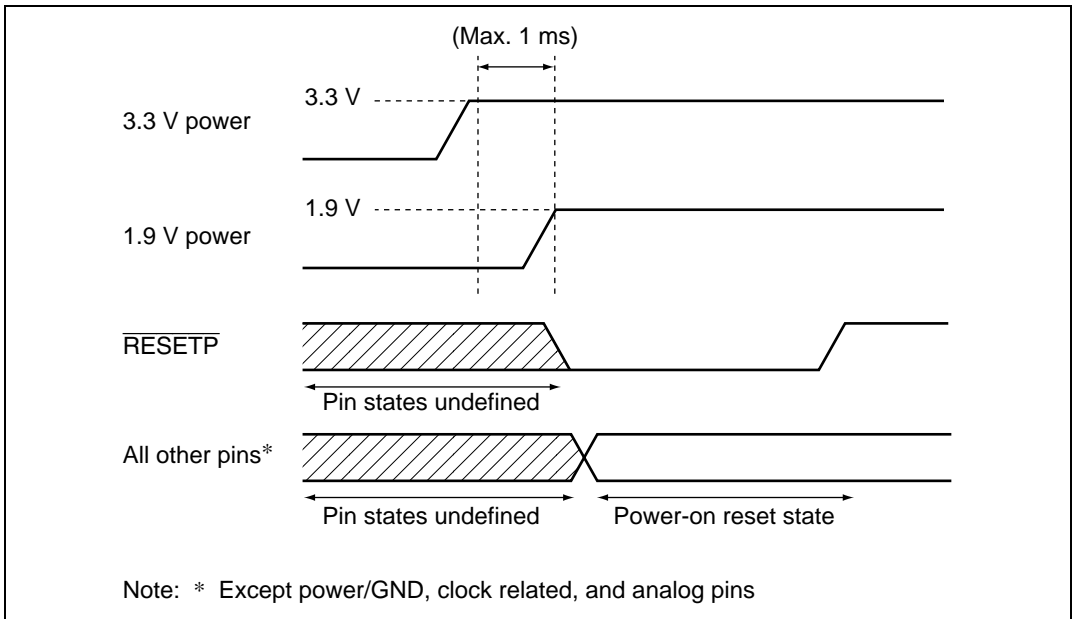 (Max. 1 ms)
3.3 V
3.3 V power
1.9 V
1.9 V power
RESETP
Pin states undefined
All other pins*
Pin states undefined Power-on reset state
Note: * Except power/GND, clock related, and analog pins